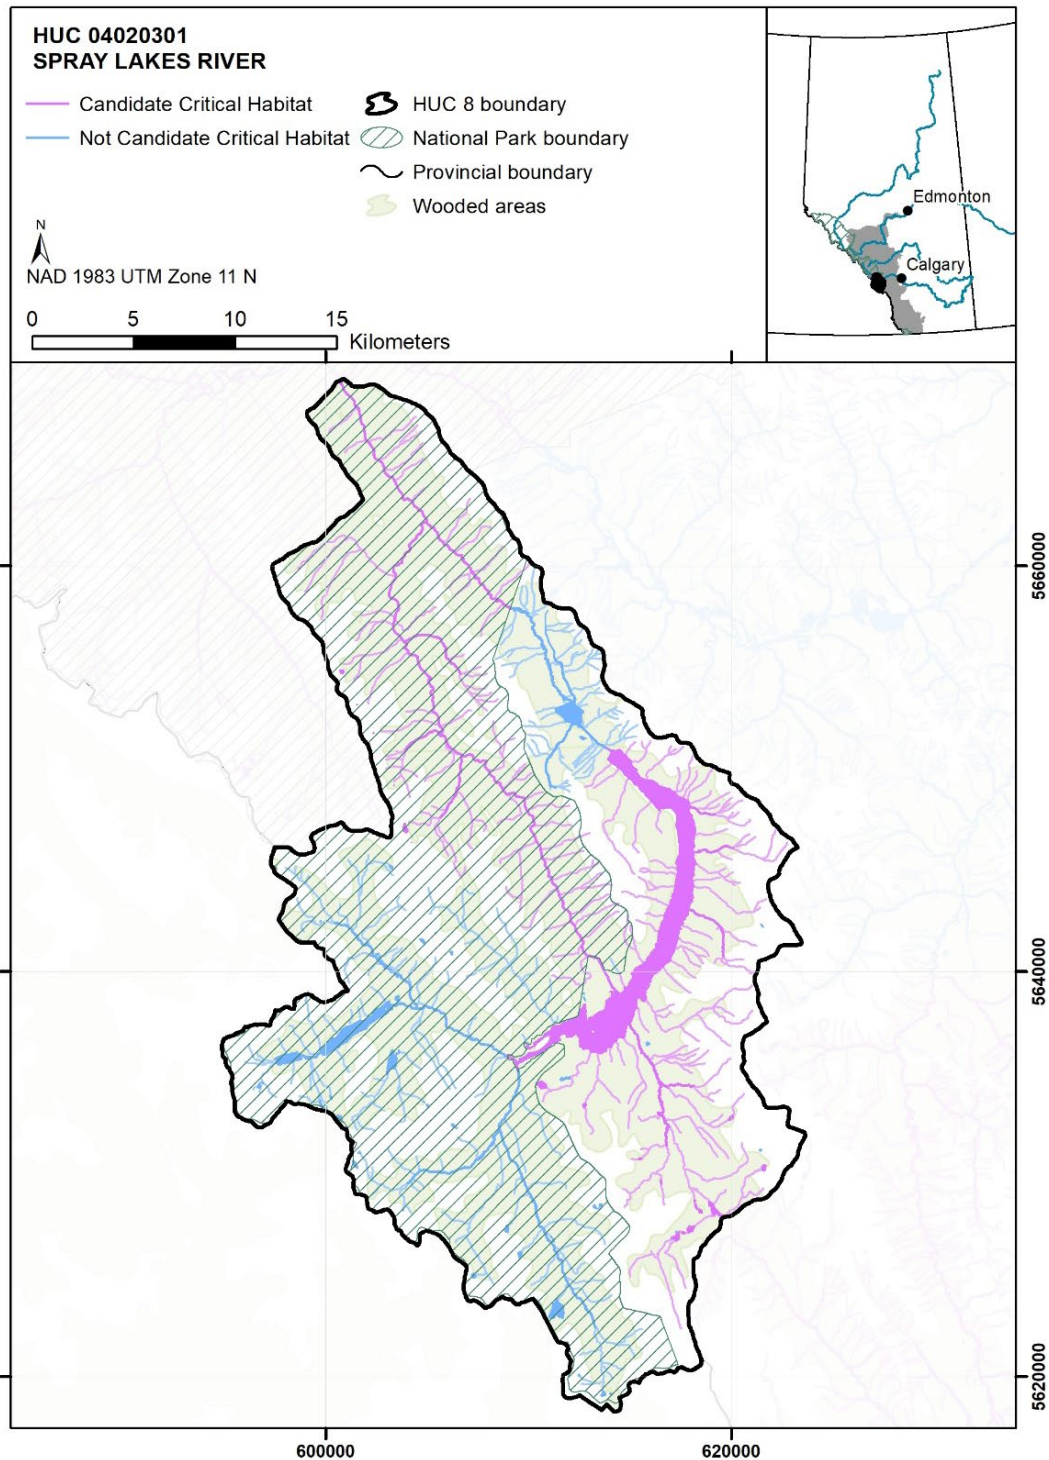 HUC 04020301
SPRAY LAKES RIVER
Candidate Critical Habitat
Not Candidate Critical Habitat
HUC 8 boundary
National Park boundary
Provincial boundary
Wooded areas
N
NAD 1983 UTM Zone 11 N
0 5 10 15
Kilometers
Edmonton
Calgary
5660000
5640000
5620000
600000 620000